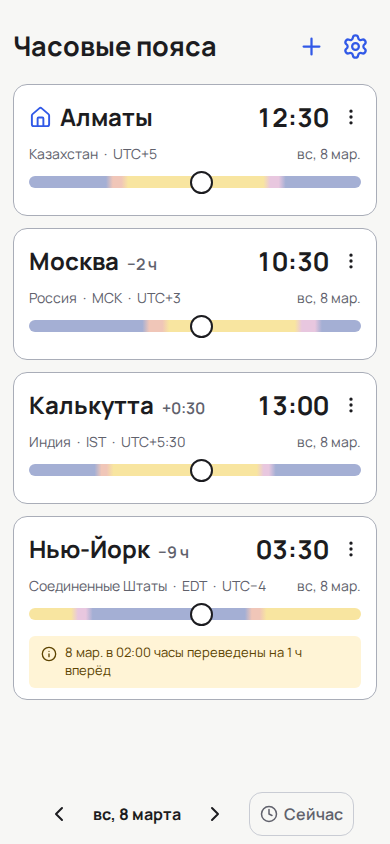 Часовые пояса
Алматы 12:30
Казахстан · UTC+5 вс, 8 мар.
Москва −2 ч 10:30
Россия · МСК · UTC+3 вс, 8 мар.
Калькутта +0:30 13:00
Индия · IST · UTC+5:30 вс, 8 мар.
Нью-Йорк −9 ч 03:30
Соединенные Штаты · EDT · UTC−4 вс, 8 мар.
8 мар. в 02:00 часы переведены на 1 ч
вперёд
вс, 8 марта Сейчас